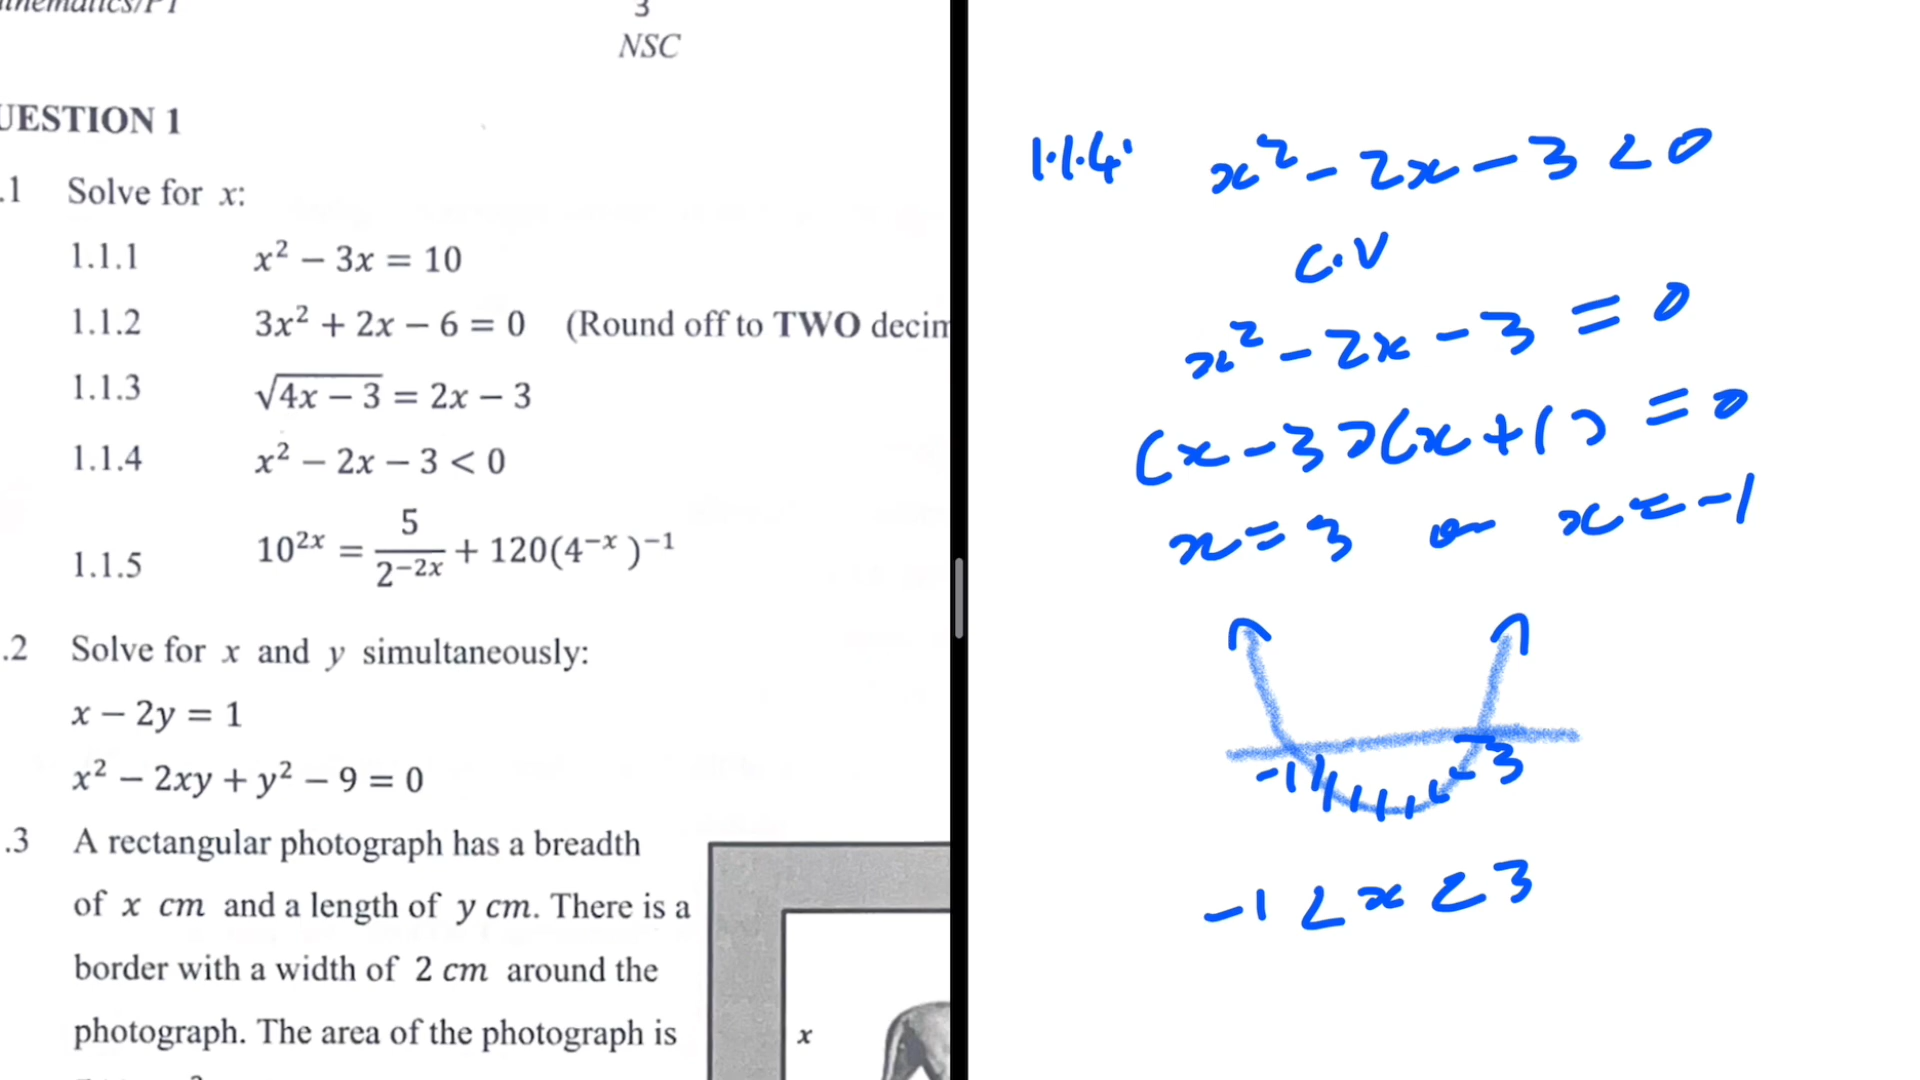 3
NSC
UESTION 1
.1 Solve for x:
1.1.1 x² − 3x = 10
1.1.2 3x² + 2x − 6 = 0 (Round off to TWO decim
1.1.3 √(4x − 3) = 2x − 3
1.1.4 x² − 2x − 3 < 0
1.1.5 10²ˣ = 5/2⁻²ˣ + 120(4⁻ˣ)⁻¹
.2 Solve for x and y simultaneously:
x − 2y = 1
x² − 2xy + y² − 9 = 0
.3 A rectangular photograph has a breadth
of x cm and a length of y cm. There is a
border with a width of 2 cm around the
photograph. The area of the photograph is
x
1.1.4 x² − 2x − 3 < 0
C.V
x² − 2x − 3 = 0
(x − 3)(x + 1) = 0
x = 3 or x = −1
−1 3
−1 < x < 3